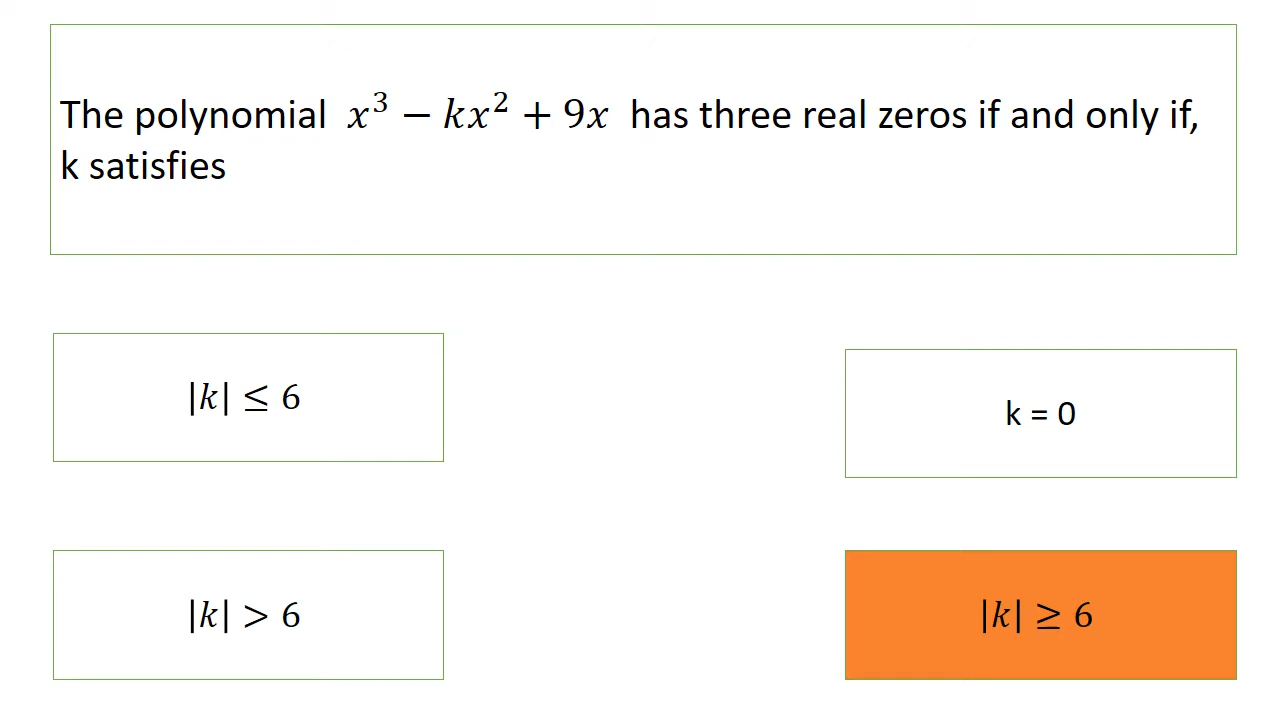 The polynomial x³ − kx² + 9x has three real zeros if and only if,
k satisfies
|k| ≤ 6
k = 0
|k| > 6
|k| ≥ 6